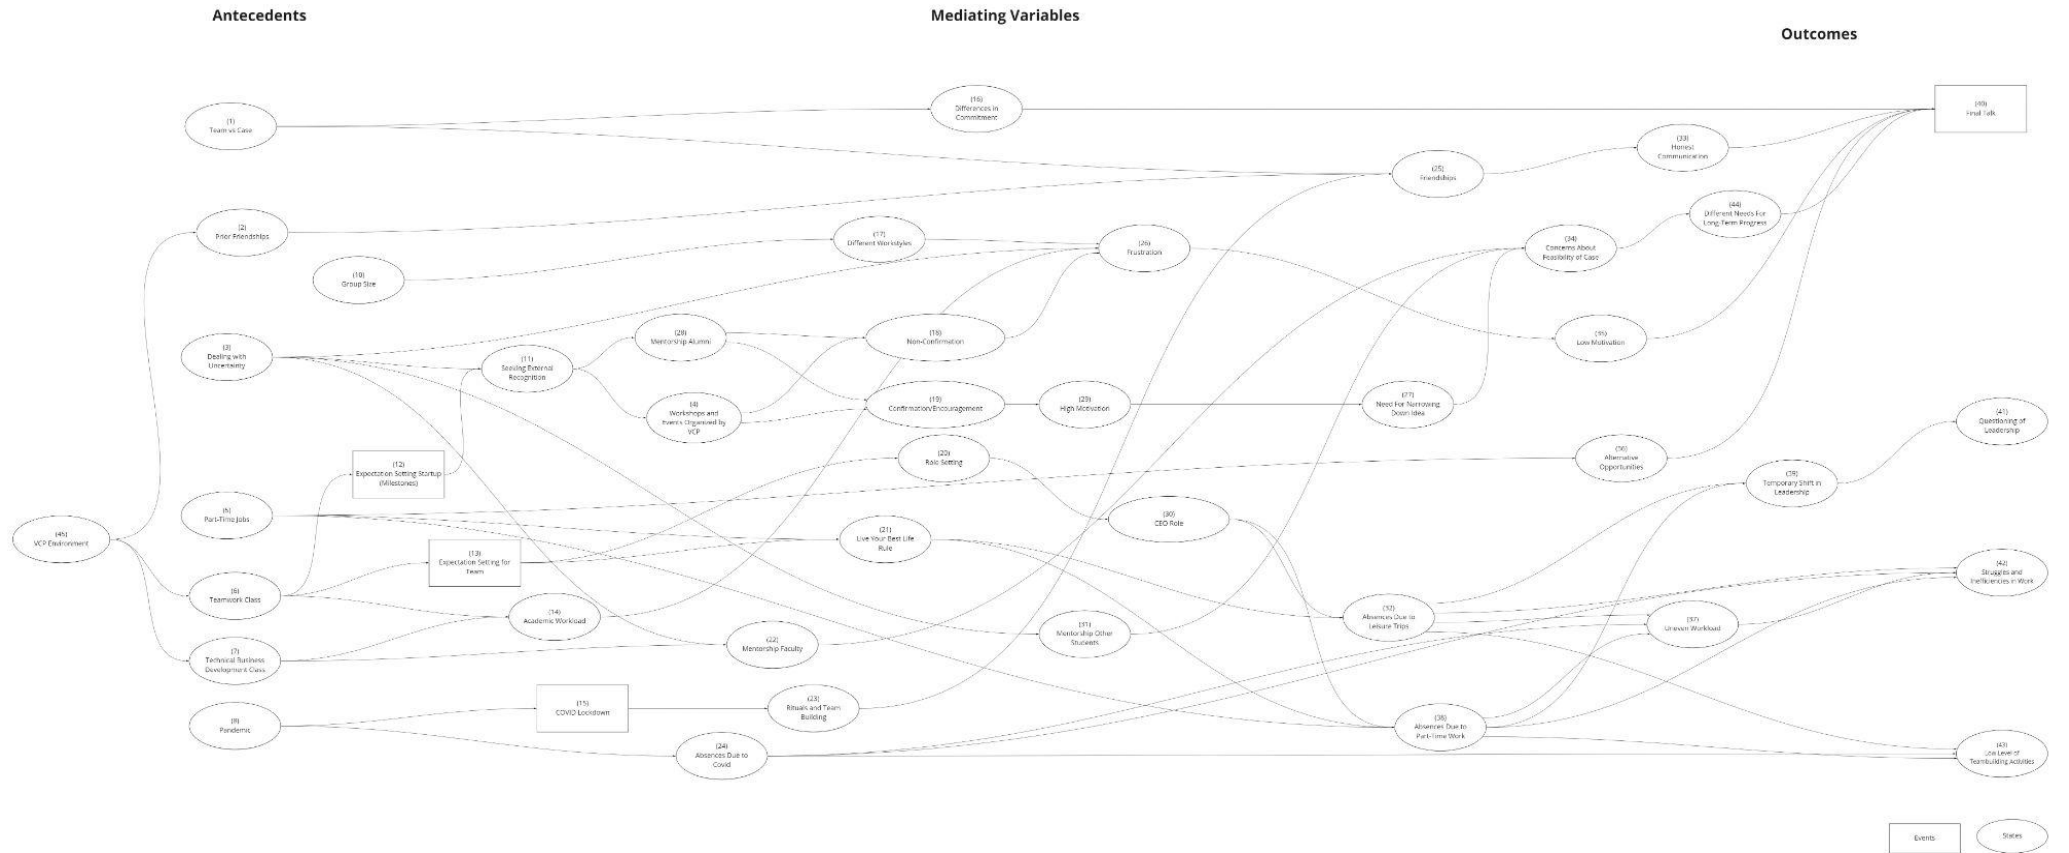 Antecedents
Mediating Variables
Outcomes
(1)
Team vs Case
(16)
Differences in
Commitment
(40)
Final Talk
(33)
Honest
Communication
(25)
Friendships
(2)
Prior Friendships
(44)
Different Needs For
Long-Term Progress
(17)
Different Workstyles
(26)
Frustration
(34)
Concerns About
Feasibility of Case
(10)
Group Size
(3)
Dealing with
Uncertainty
(11)
Seeking External
Recognition
(28)
Mentorship Alumni
(18)
Non-Confirmation
(35)
Low Motivation
(4)
Workshops and
Events Organized by
VCP
(19)
Confirmation/Encouragement
(29)
High Motivation
(27)
Need For Narrowing
Down Idea
(41)
Questioning of
Leadership
(12)
Expectation Setting Startup
(Milestones)
(20)
Role Setting
(36)
Alternative
Opportunities
(39)
Temporary Shift in
Leadership
(5)
Part-Time Jobs
(30)
CEO Role
(45)
VCP Environment
(21)
Live Your Best Life
Rule
(13)
Expectation Setting for
Team
(42)
Struggles and
Inefficiencies in Work
(6)
Teamwork Class
(14)
Academic Workload
(32)
Absences Due to
Leisure Trips
(37)
Uneven Workload
(7)
Technical Business
Development Class
(22)
Mentorship Faculty
(31)
Mentorship Other
Students
(8)
Pandemic
(15)
COVID Lockdown
(23)
Rituals and Team
Building
(38)
Absences Due to
Part-Time Work
(24)
Absences Due to
Covid
(43)
Low Level of
Teambuilding Activities
Events
States